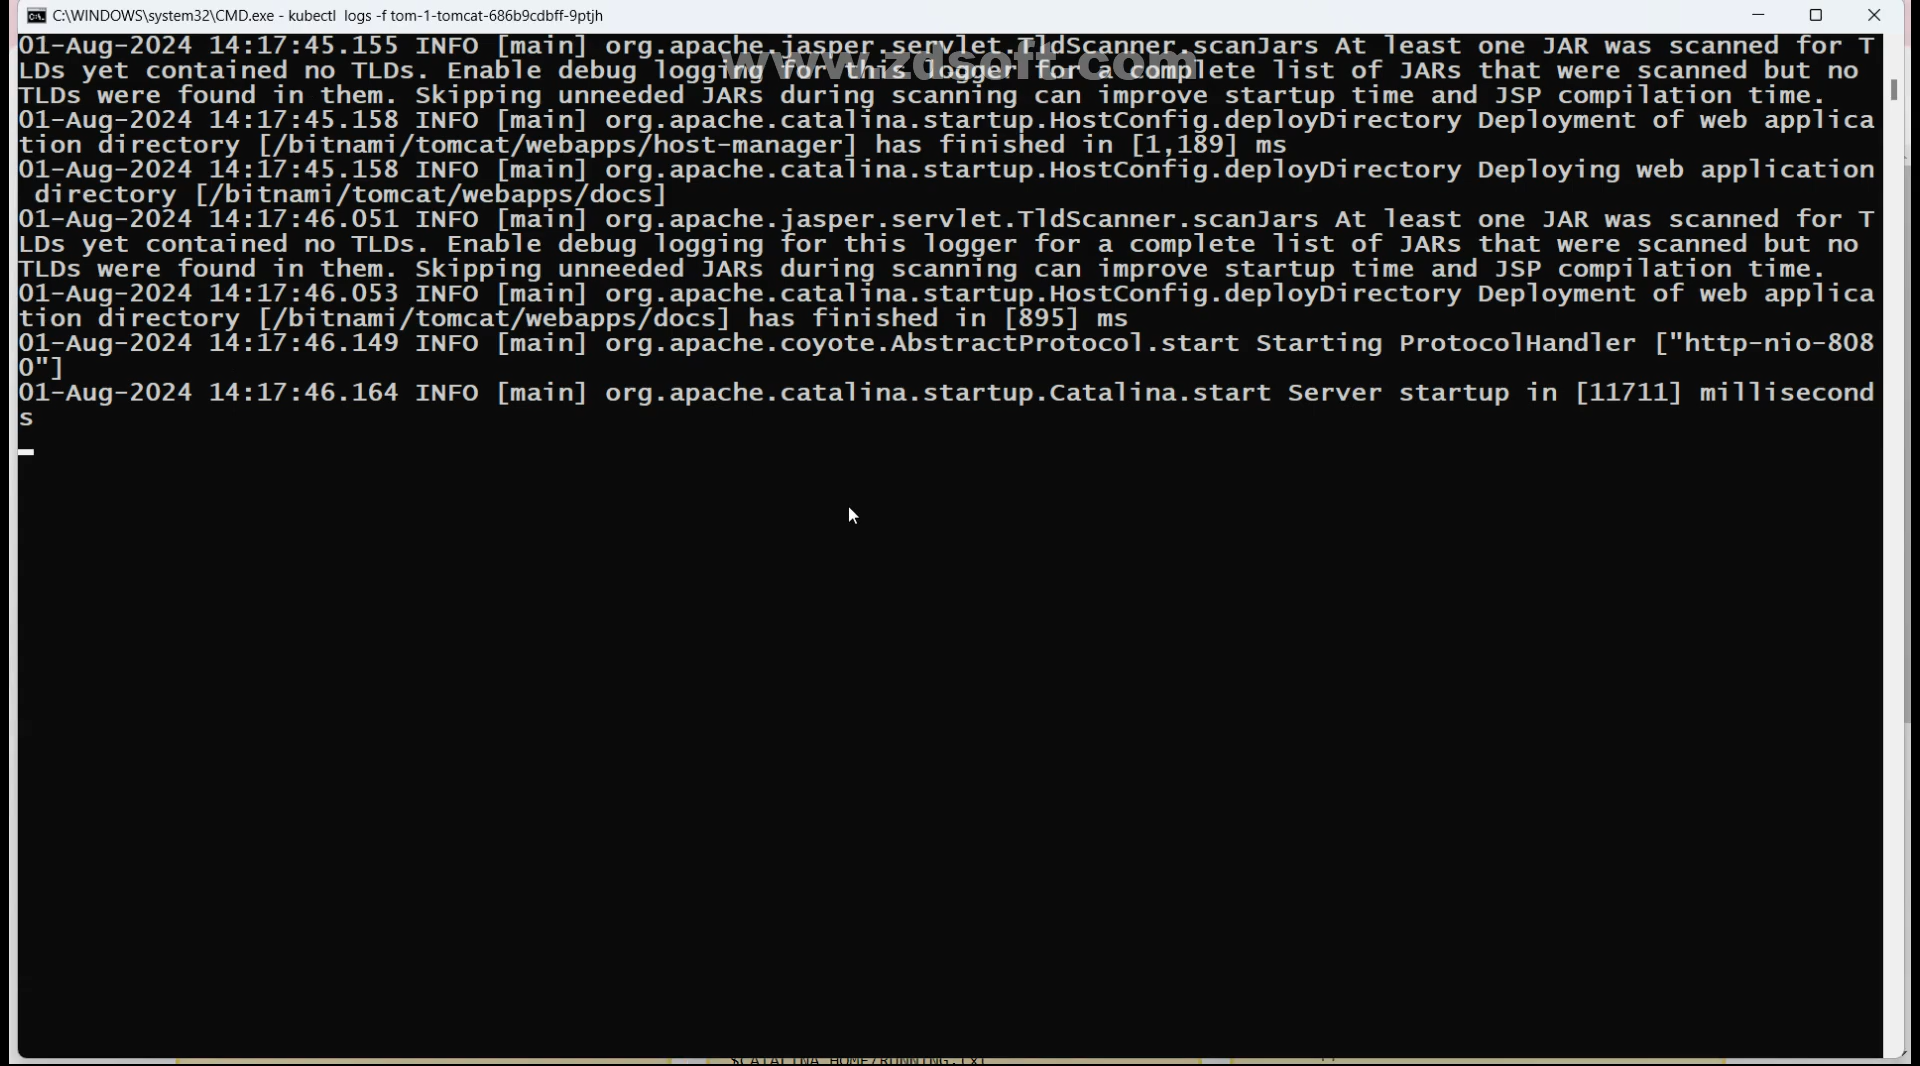 C:\WINDOWS\system32\CMD.exe - kubectl  logs -f tom-1-tomcat-686b9cdbff-9ptjh
www.zdsoft.com
01-Aug-2024 14:17:45.155 INFO [main] org.apache.jasper.servlet.TldScanner.scanJars At least one JAR was scanned for T
LDs yet contained no TLDs. Enable debug logging for this logger for a complete list of JARs that were scanned but no
TLDs were found in them. Skipping unneeded JARs during scanning can improve startup time and JSP compilation time.
01-Aug-2024 14:17:45.158 INFO [main] org.apache.catalina.startup.HostConfig.deployDirectory Deployment of web applica
tion directory [/bitnami/tomcat/webapps/host-manager] has finished in [1,189] ms
01-Aug-2024 14:17:45.158 INFO [main] org.apache.catalina.startup.HostConfig.deployDirectory Deploying web application
 directory [/bitnami/tomcat/webapps/docs]
01-Aug-2024 14:17:46.051 INFO [main] org.apache.jasper.servlet.TldScanner.scanJars At least one JAR was scanned for T
LDs yet contained no TLDs. Enable debug logging for this logger for a complete list of JARs that were scanned but no
TLDs were found in them. Skipping unneeded JARs during scanning can improve startup time and JSP compilation time.
01-Aug-2024 14:17:46.053 INFO [main] org.apache.catalina.startup.HostConfig.deployDirectory Deployment of web applica
tion directory [/bitnami/tomcat/webapps/docs] has finished in [895] ms
01-Aug-2024 14:17:46.149 INFO [main] org.apache.coyote.AbstractProtocol.start Starting ProtocolHandler ["http-nio-808
0"]
01-Aug-2024 14:17:46.164 INFO [main] org.apache.catalina.startup.Catalina.start Server startup in [11711] millisecond
s
$CATALINA_HOME/RUNNING.txt